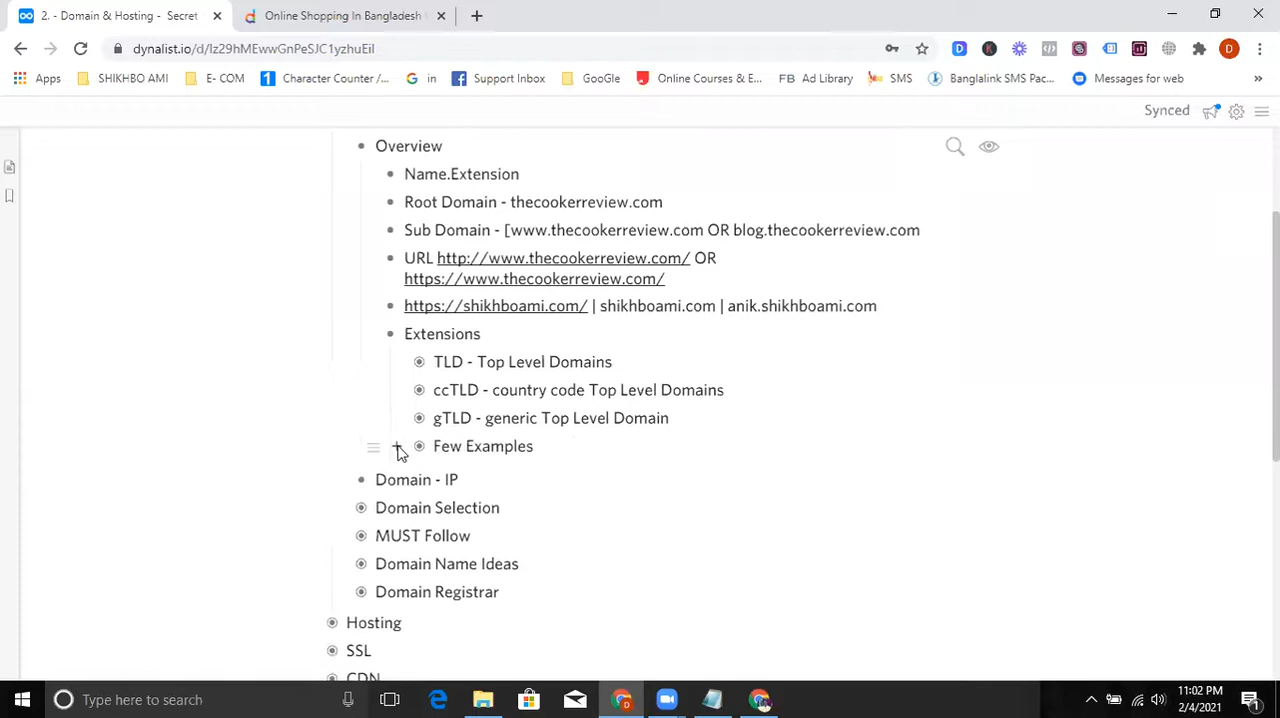 2. - Domain & Hosting - Secret
Online Shopping In Bangladesh
dynalist.io/d/Iz29hMEwwGnPeSJC1yzhuEil
Apps
SHIKHBO AMI
E- COM
Character Counter /...
in
Support Inbox
GooGle
Online Courses & E...
FB Ad Library
SMS
Banglalink SMS Pac...
Messages for web
Synced
Overview
Name.Extension
Root Domain - thecookerreview.com
Sub Domain - [www.thecookerreview.com OR blog.thecookerreview.com
URL http://www.thecookerreview.com/ OR
https://www.thecookerreview.com/
https://shikhboami.com/ | shikhboami.com | anik.shikhboami.com
Extensions
TLD - Top Level Domains
ccTLD - country code Top Level Domains
gTLD - generic Top Level Domain
Few Examples
Domain - IP
Domain Selection
MUST Follow
Domain Name Ideas
Domain Registrar
Hosting
SSL
CDN
Type here to search
11:02 PM
2/4/2021